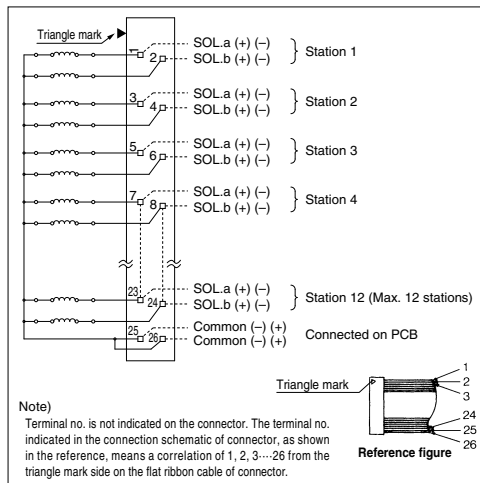 Triangle mark
1
SOL.a (+) (–)
2
SOL.b (+) (–)
Station 1
3
SOL.a (+) (–)
4
SOL.b (+) (–)
Station 2
5
SOL.a (+) (–)
6
SOL.b (+) (–)
Station 3
7
SOL.a (+) (–)
8
SOL.b (+) (–)
Station 4
23
SOL.a (+) (–)
24
SOL.b (+) (–)
Station 12 (Max. 12 stations)
25
Common (–) (+)
26
Common (–) (+)
Connected on PCB
Triangle mark
1
2
3
24
25
26
Reference figure
Note)
Terminal no. is not indicated on the connector. The terminal no.
indicated in the connection schematic of connector, as shown
in the reference, means a correlation of 1, 2, 3····26 from the
triangle mark side on the flat ribbon cable of connector.